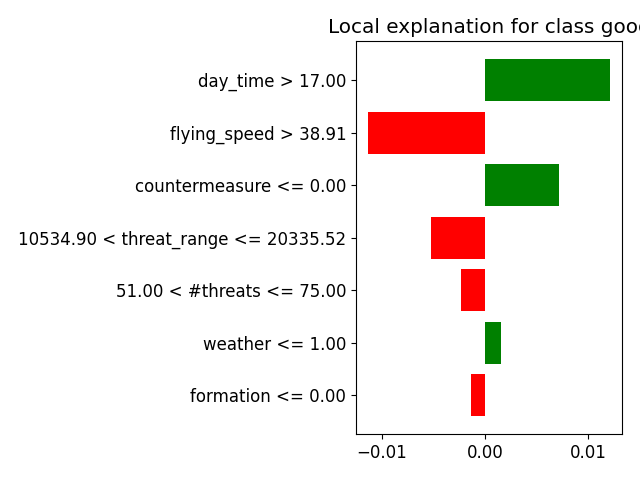 Local explanation for class goo
day_time > 17.00
flying_speed > 38.91
countermeasure <= 0.00
10534.90 < threat_range <= 20335.52
51.00 < #threats <= 75.00
weather <= 1.00
formation <= 0.00
−0.01 0.00 0.01